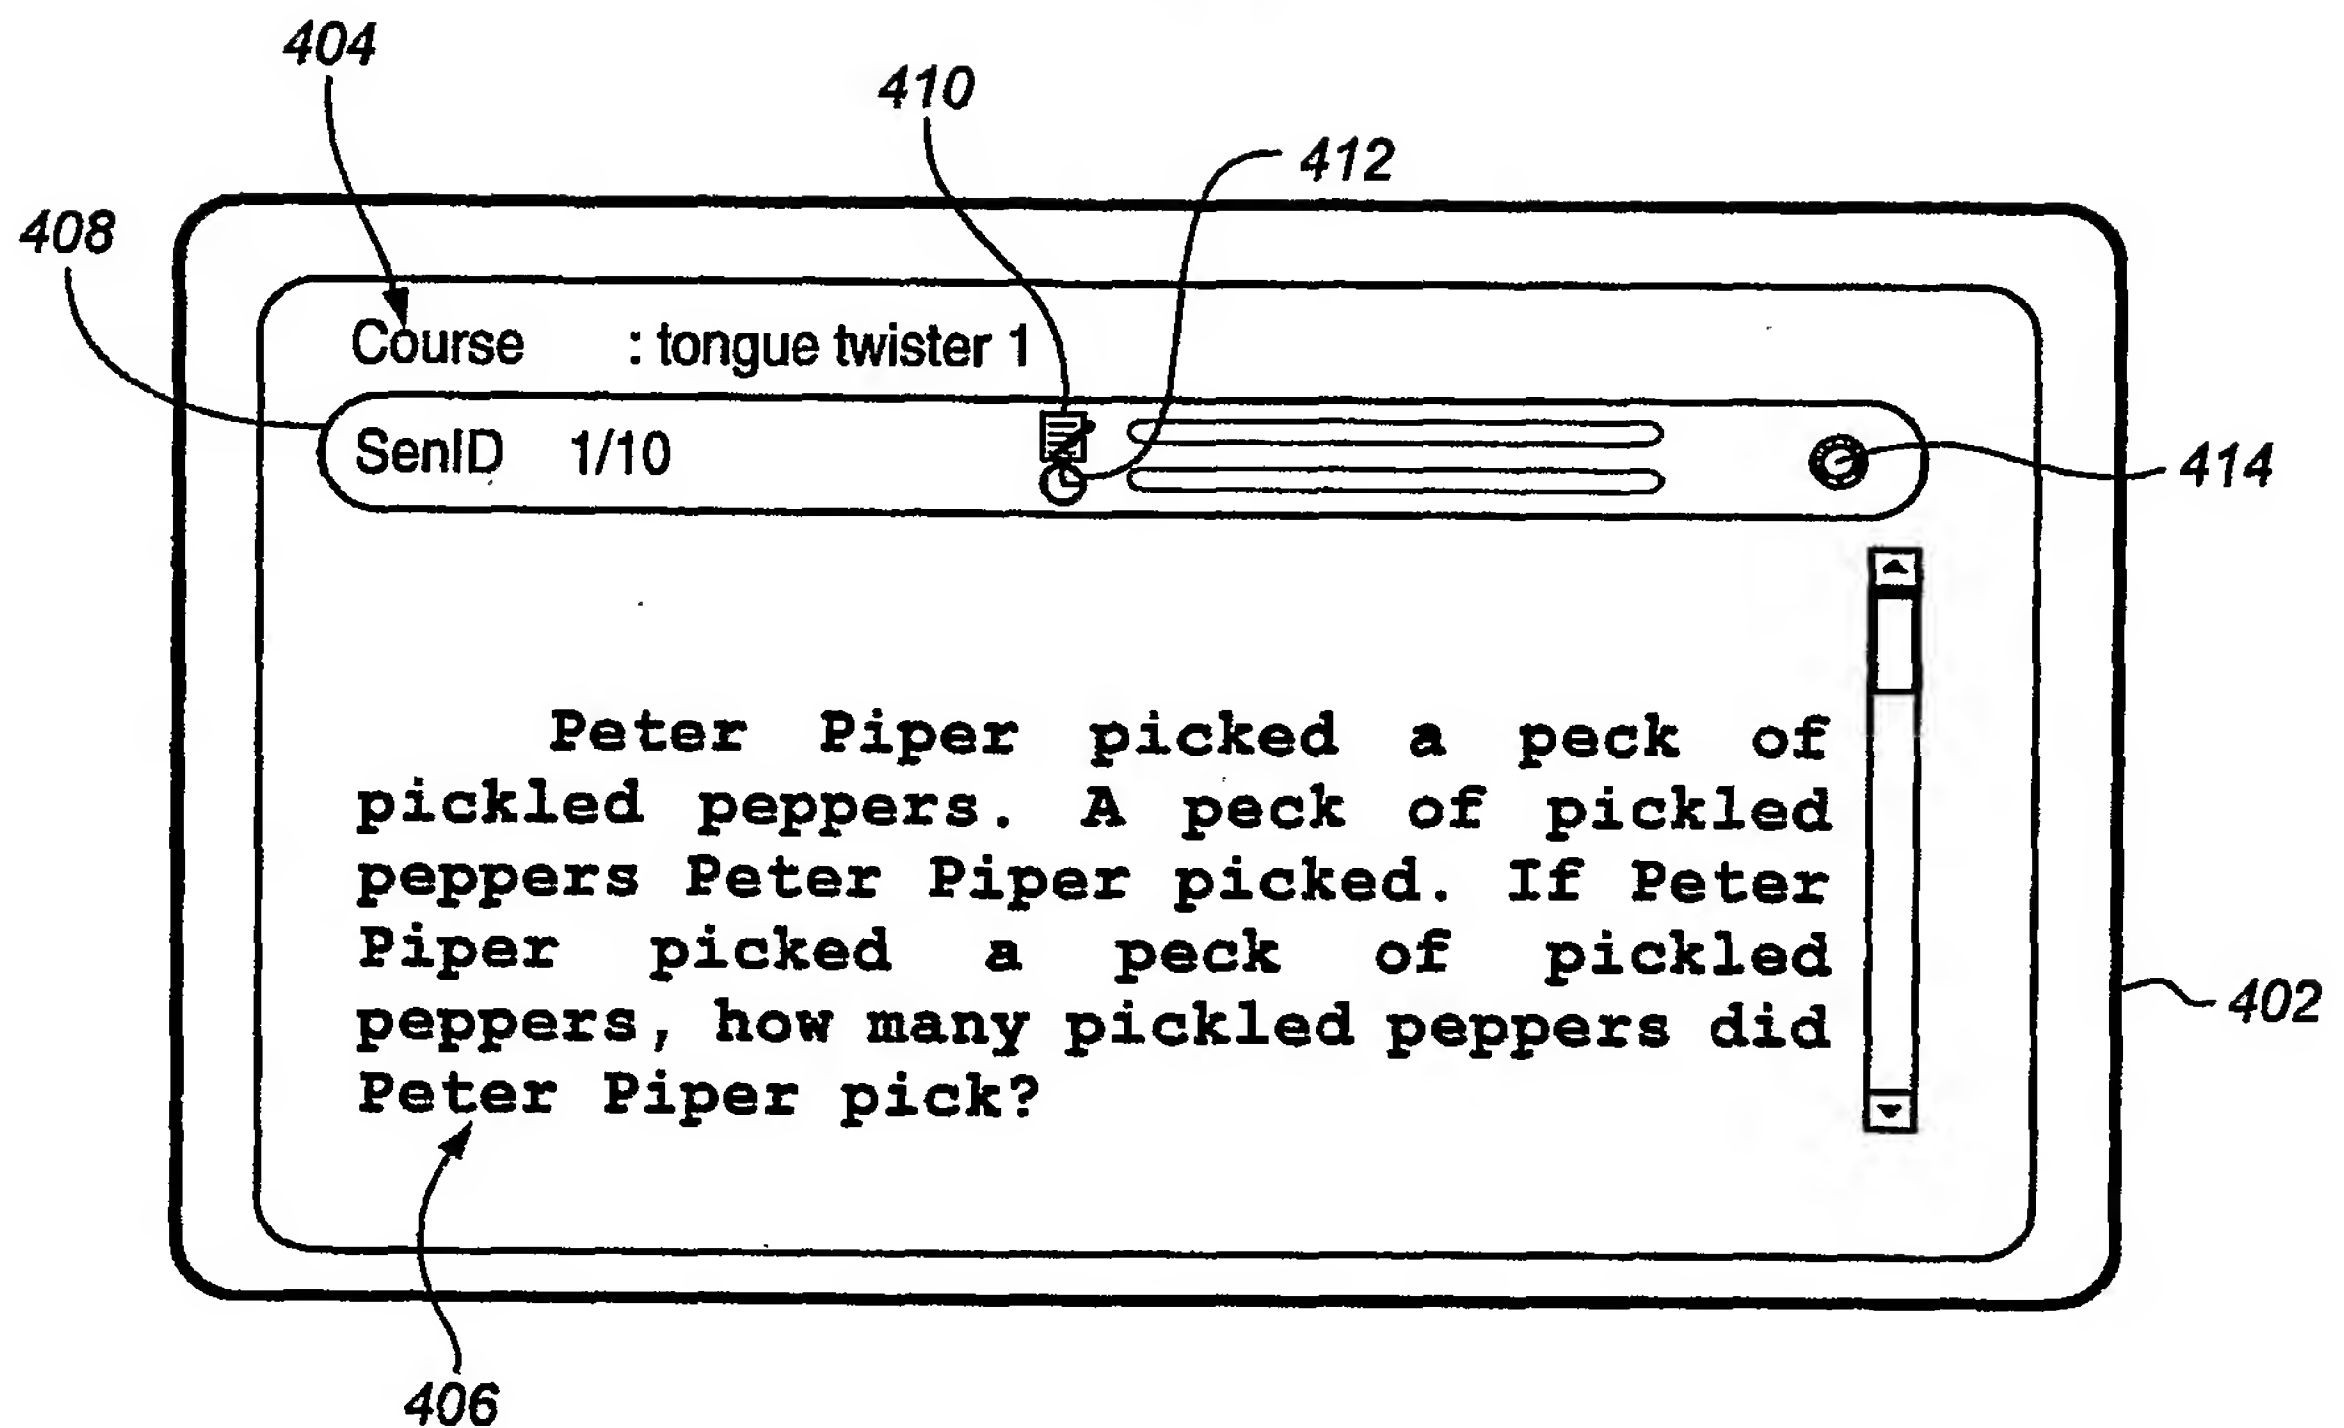 404
410
412
408
Course : tongue twister 1
SenID 1/10
414
Peter Piper picked a peck of
pickled peppers. A peck of pickled
peppers Peter Piper picked. If Peter
Piper picked a peck of pickled
peppers, how many pickled peppers did
Peter Piper pick?
402
406